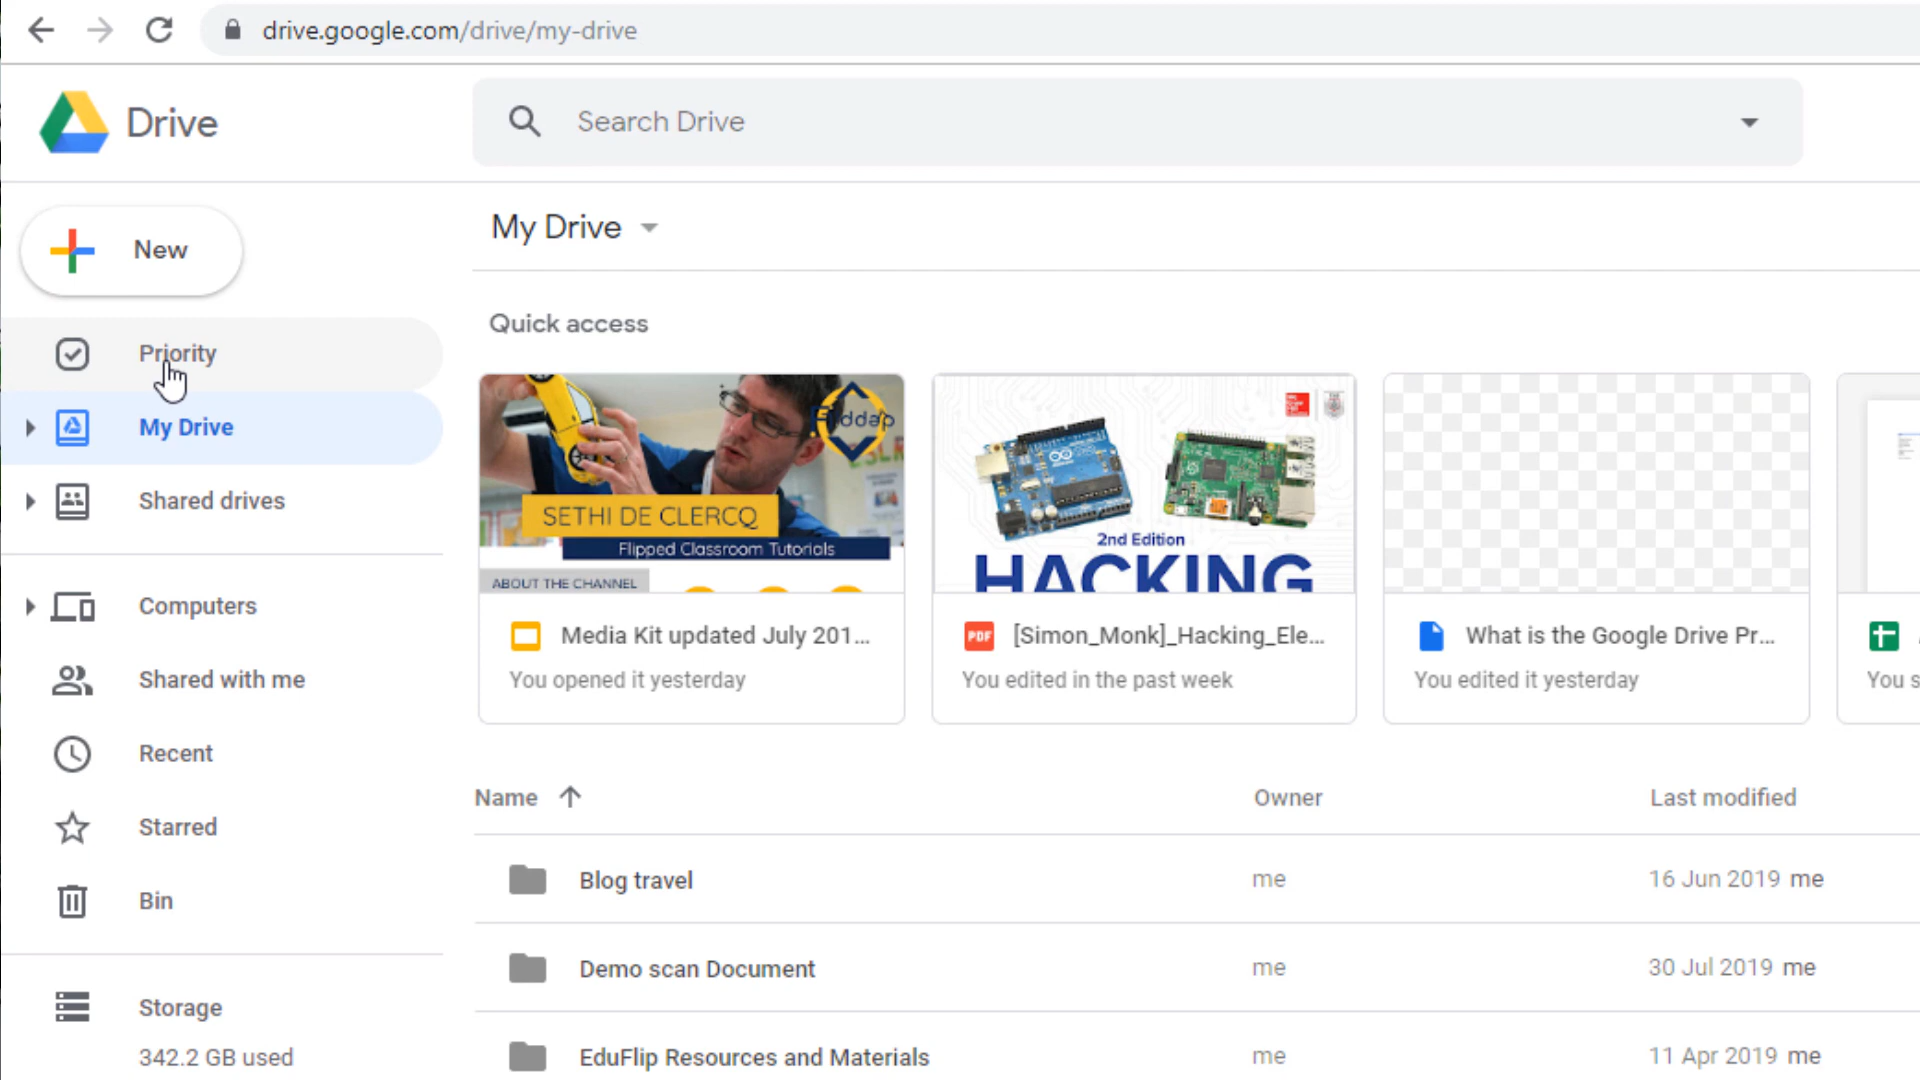 drive.google.com/drive/my-drive
Drive
Search Drive
New
My Drive
Priority
Quick access
My Drive
Shared drives
SETHI DE CLERCQ
Flipped Classroom Tutorials
ABOUT THE CHANNEL
2nd Edition
HACKING
Computers
Media Kit updated July 201...
PDF
[Simon_Monk]_Hacking_Ele...
What is the Google Drive Pr...
You opened it yesterday
You edited in the past week
You edited it yesterday
You s
Shared with me
Recent
Name
Owner
Last modified
Starred
Blog travel
me
16 Jun 2019 me
Bin
Demo scan Document
me
30 Jul 2019 me
Storage
342.2 GB used
EduFlip Resources and Materials
me
11 Apr 2019 me